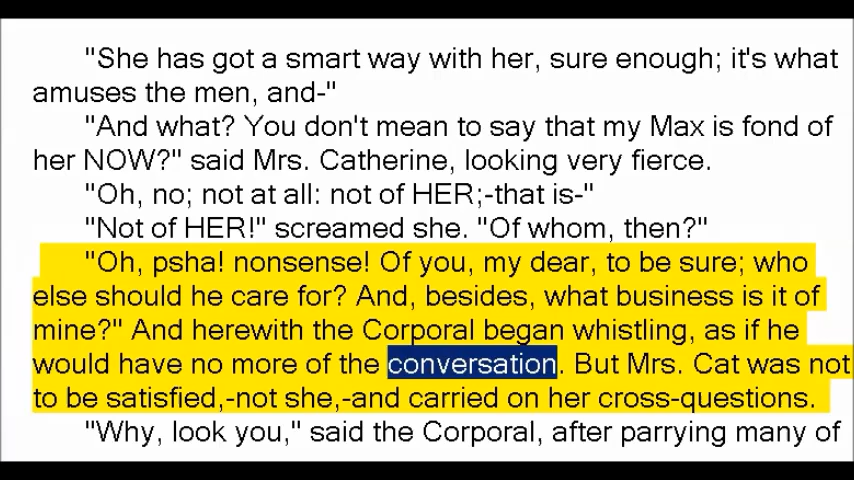 "She has got a smart way with her, sure enough; it's what
amuses the men, and-"
"And what? You don't mean to say that my Max is fond of
her NOW?" said Mrs. Catherine, looking very fierce.
"Oh, no; not at all: not of HER;-that is-"
"Not of HER!" screamed she. "Of whom, then?"
"Oh, psha! nonsense! Of you, my dear, to be sure; who
else should he care for? And, besides, what business is it of
mine?" And herewith the Corporal began whistling, as if he
would have no more of the conversation. But Mrs. Cat was not
to be satisfied,-not she,-and carried on her cross-questions.
"Why, look you," said the Corporal, after parrying many of